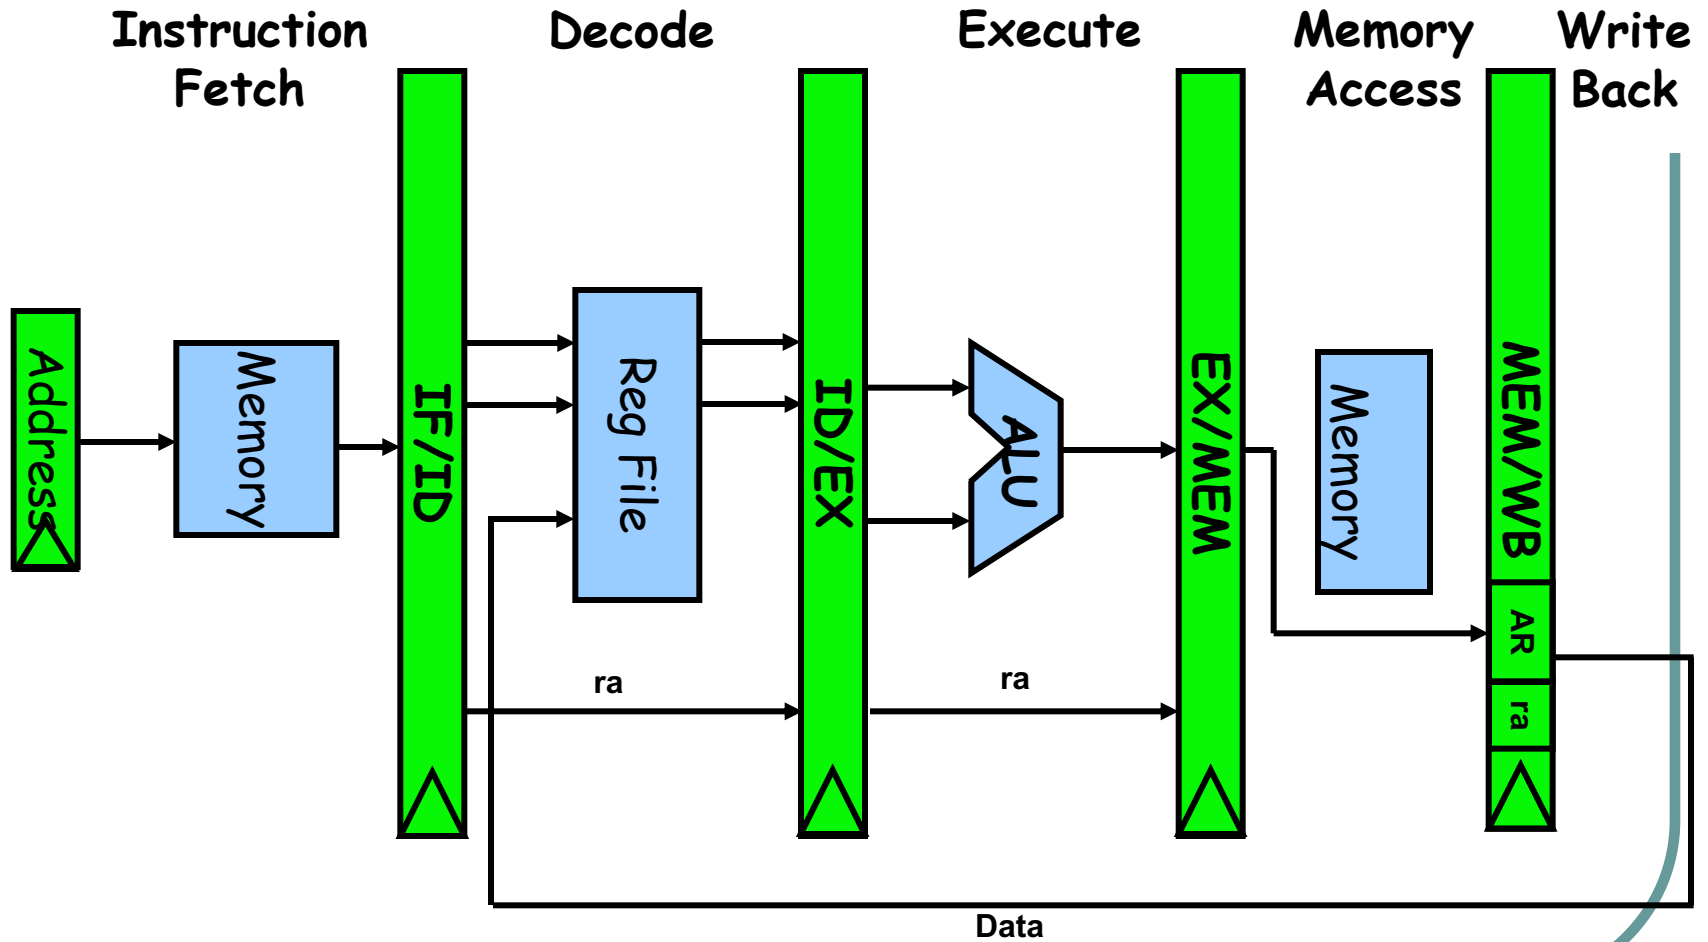 Instruction
Fetch
Decode
Execute
Memory
Access
Write
Back
Address
Memory
IF/ID
Reg File
ID/EX
ALU
EX/MEM
Memory
MEM/WB
AR
ra
ra
ra
Data